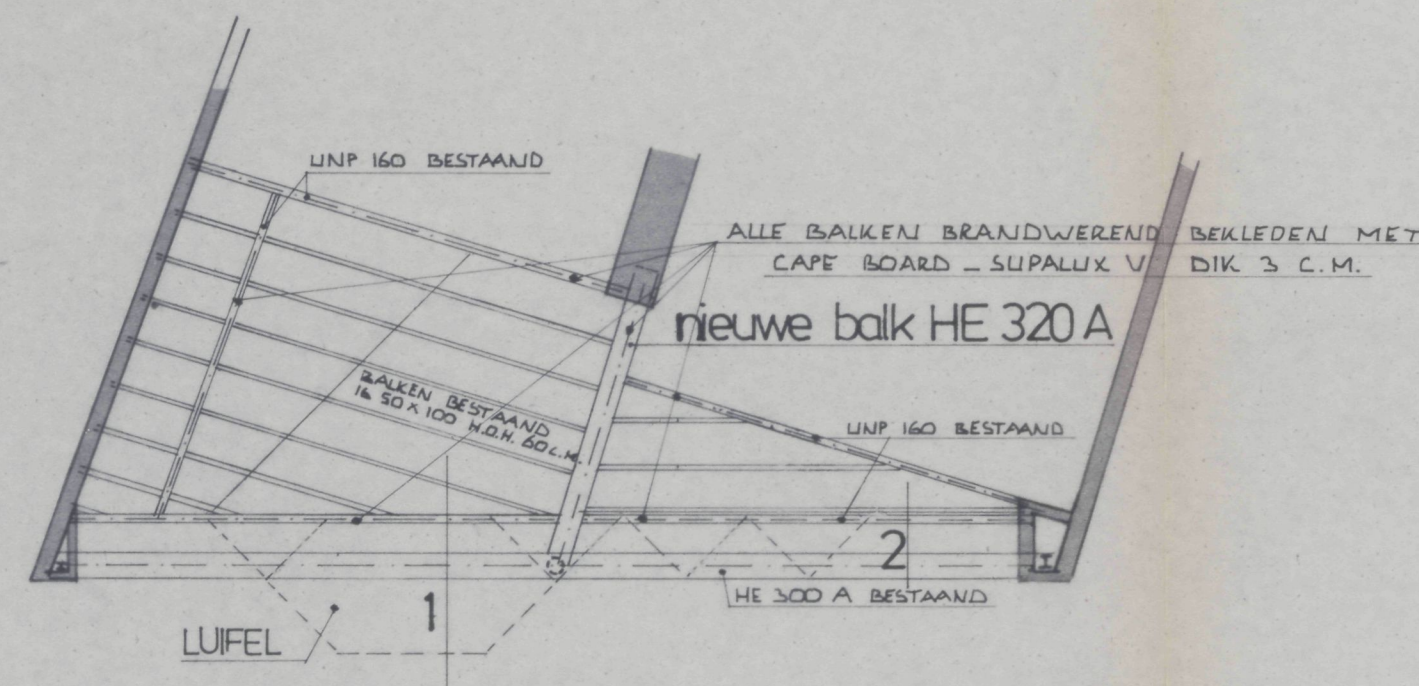 UNP 160 BESTAAND
ALLE BALKEN BRANDWEREND BEKLEDEN MET
CAPE BOARD _ SUPALUX V DIK 3 C.M.
nieuwe balk HE 320 A
BALKEN BESTAAND
50 X 100 H.O.H. 60 C.M.
UNP 160 BESTAAND
2
HE 300 A BESTAAND
1
LUIFEL